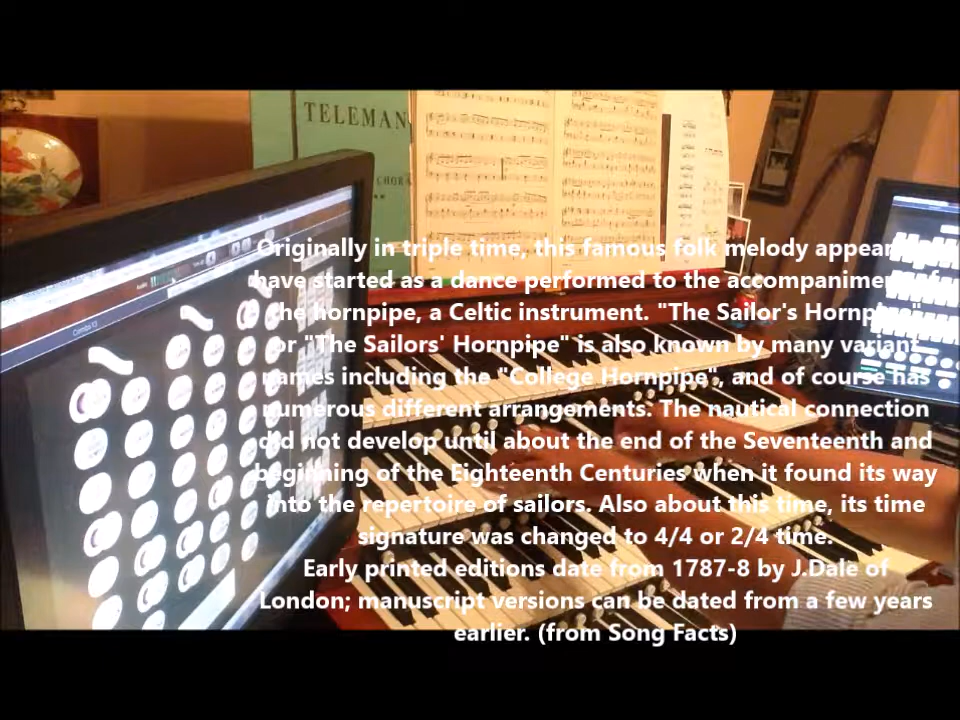 TELEMAN
CHOR
Originally in triple time, this famous folk melody appear
have started as a dance performed to the accompanimen of
the hornpipe, a Celtic instrument. "The Sailor's Hornpipe"
or "The Sailors' Hornpipe" is also known by many variant
names including the "College Hornpipe", and of course has
numerous different arrangements. The nautical connection
did not develop until about the end of the Seventeenth and
beginning of the Eighteenth Centuries when it found its way
into the repertoire of sailors. Also about this time, its time
signature was changed to 4/4 or 2/4 time.
Early printed editions date from 1787-8 by J.Dale of
London; manuscript versions can be dated from a few years
earlier. (from Song Facts)